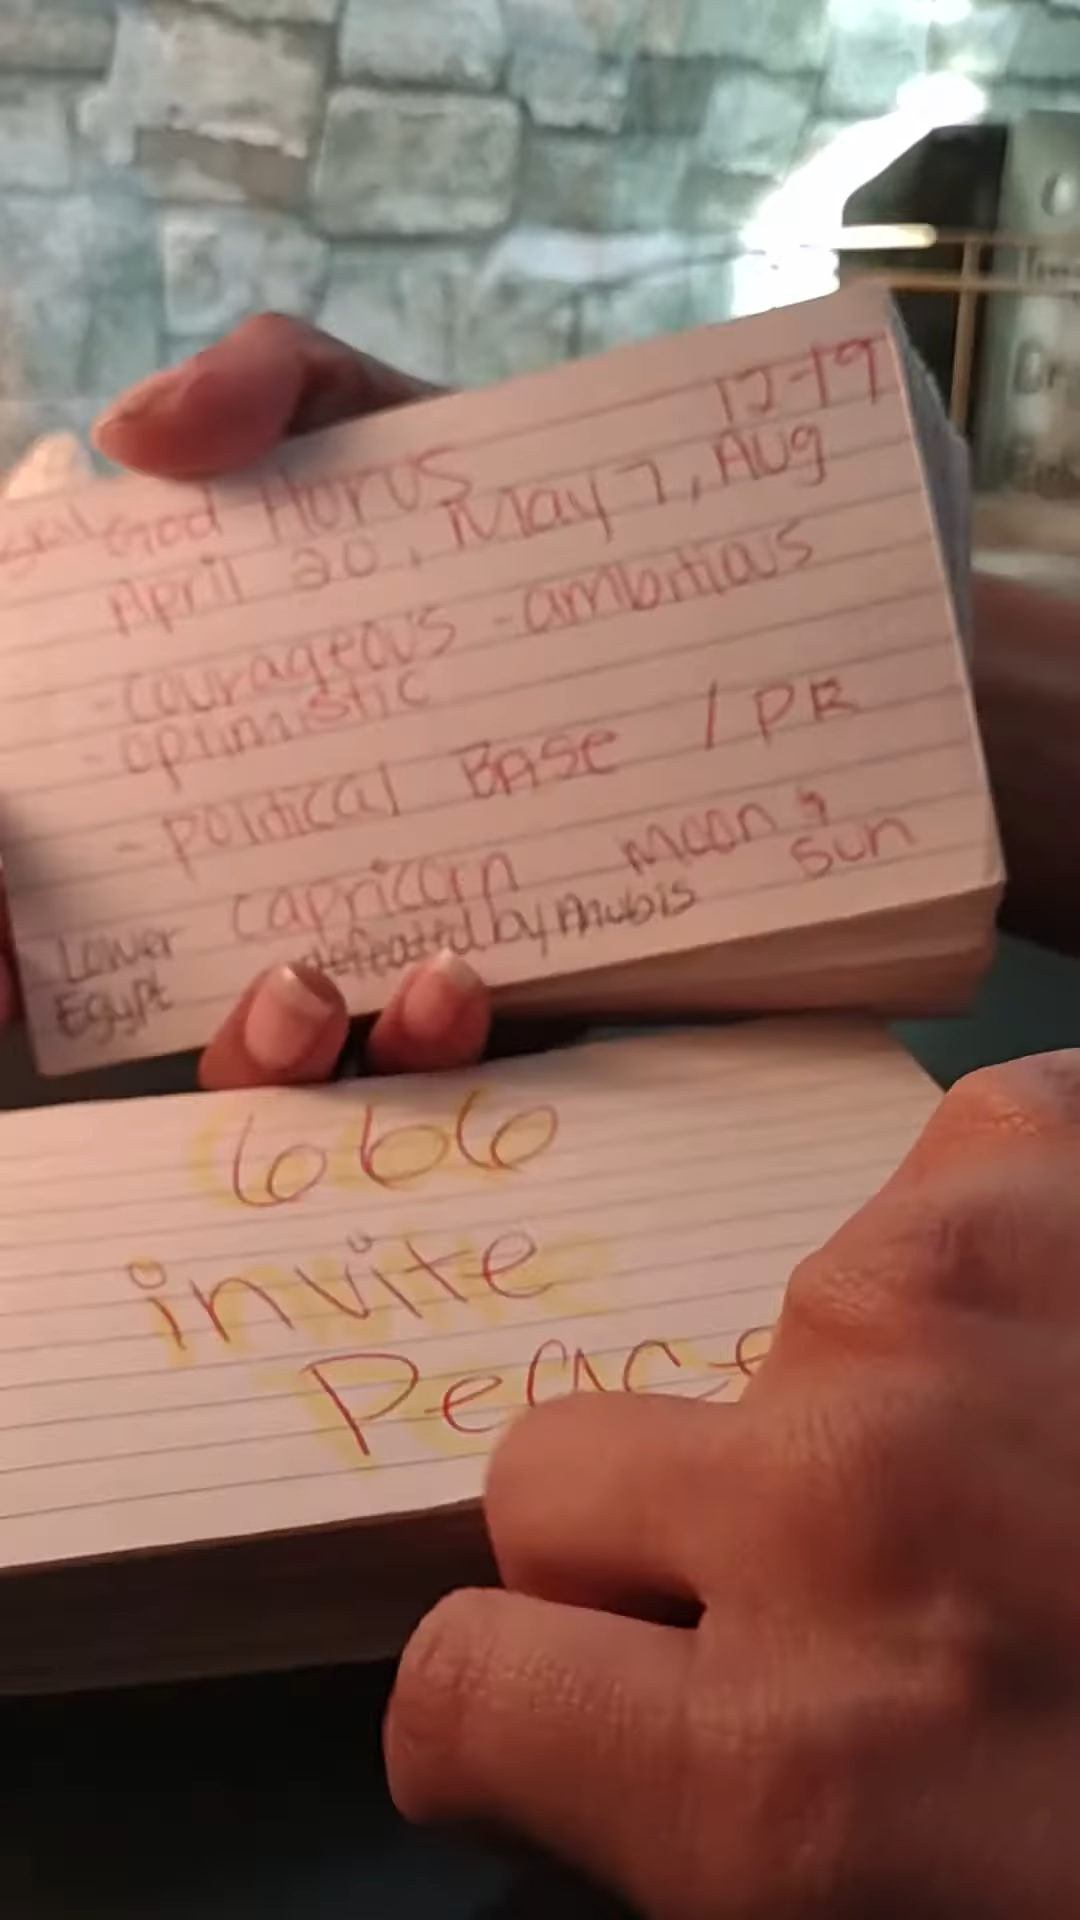 God Horus 12-19
April 20, May 7, Aug
- courageous - ambitious
- optimistic
- political BASe / PR
capricorn Moon & Sun
Lower Egypt
defeated by Anubis
666
invite
Peace